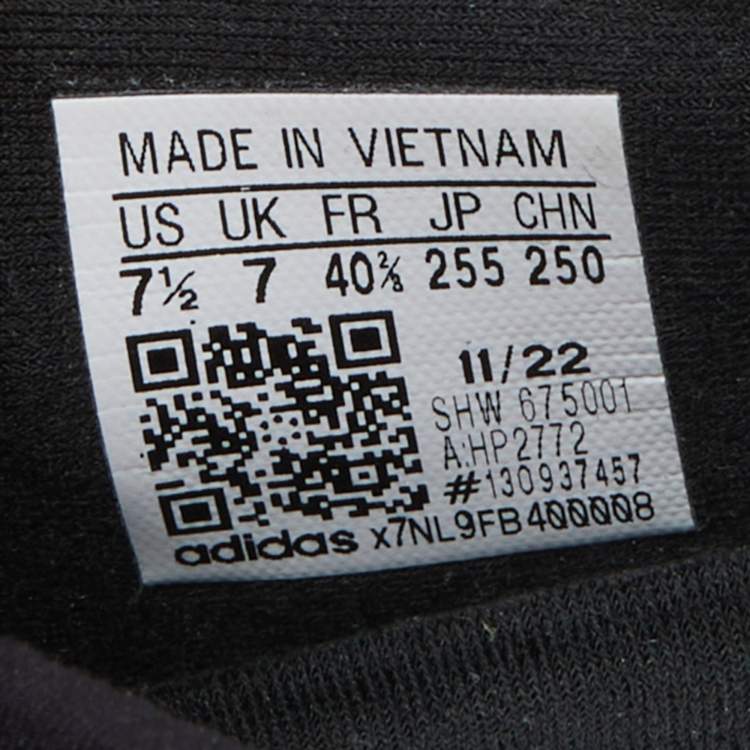 MADE IN VIETNAM
US UK FR JP CHN
7½ 7 40⅔ 255 250
11/22
SHW 675001
A:HP2772
#130937457
adidas x7NL9FB400008